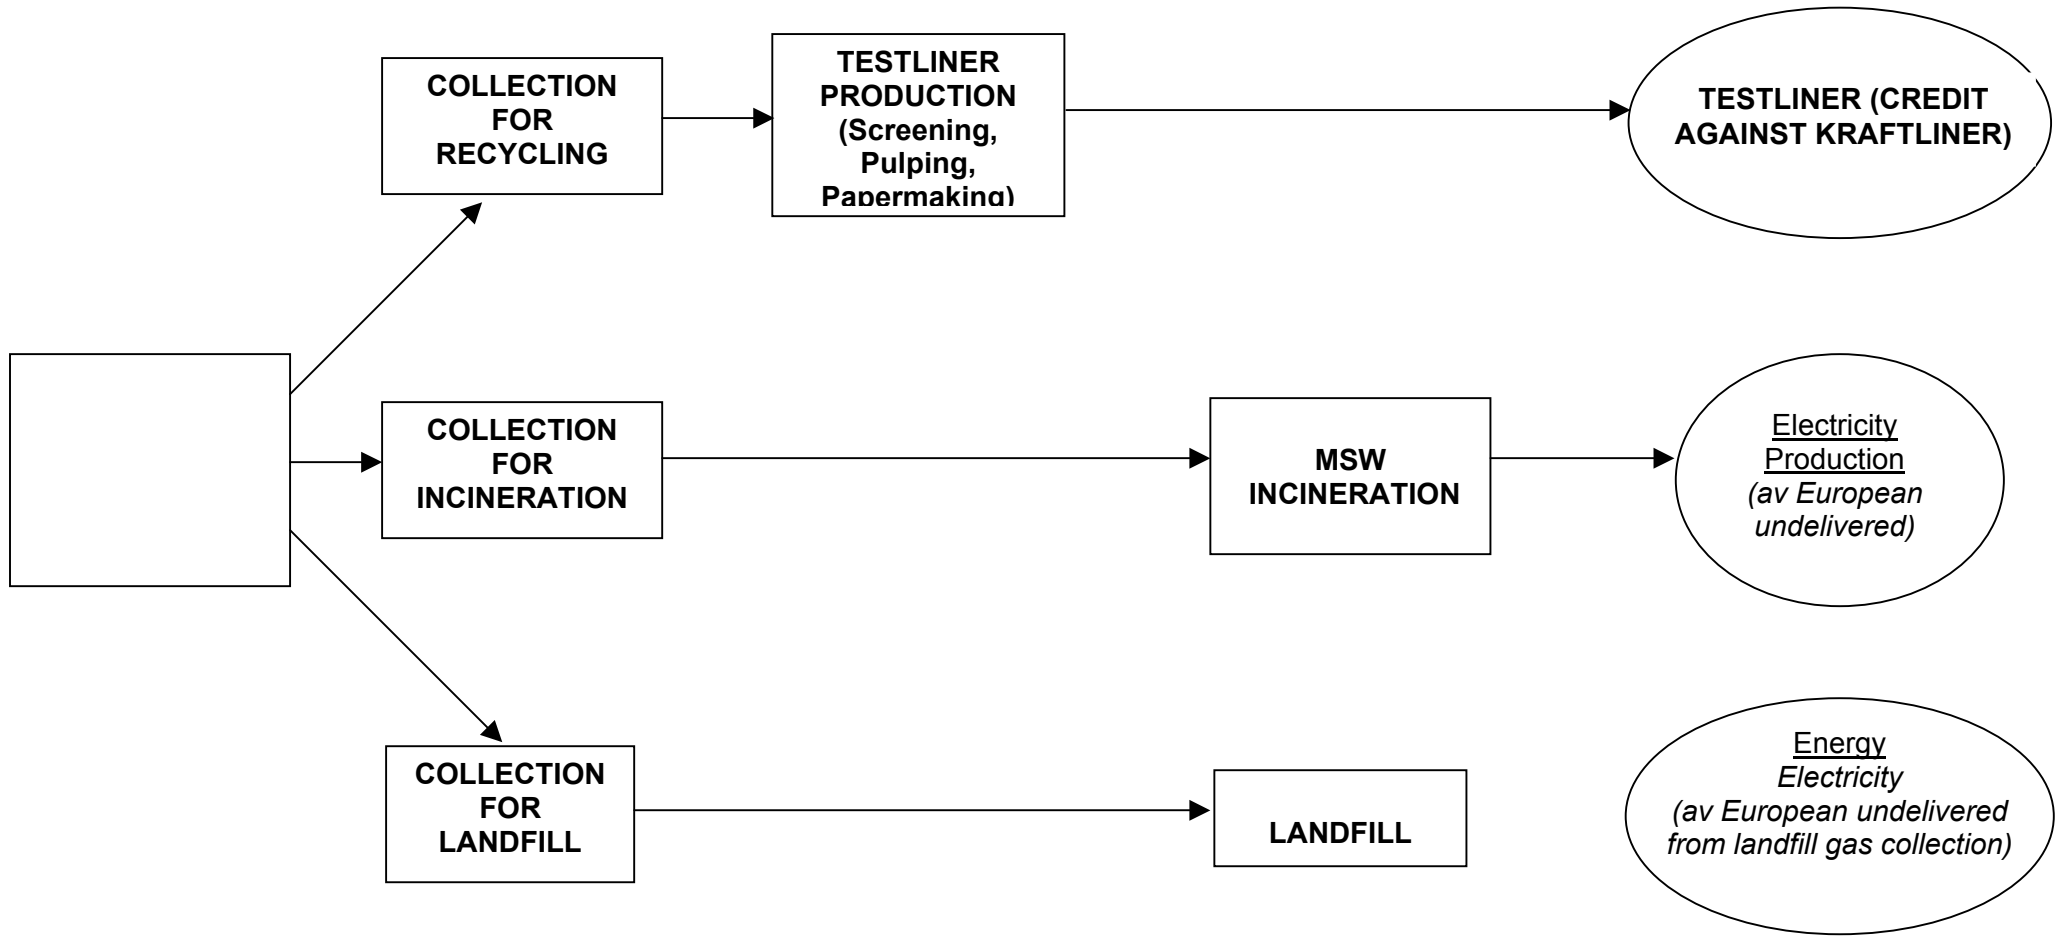 COLLECTION
FOR
RECYCLING
TESTLINER
PRODUCTION
(Screening,
Pulping,
Papermaking)
TESTLINER (CREDIT
AGAINST KRAFTLINER)
COLLECTION
FOR
INCINERATION
MSW
INCINERATION
Electricity
Production
(av European
undelivered)
COLLECTION
FOR
LANDFILL
LANDFILL
Energy
Electricity
(av European undelivered
from landfill gas collection)